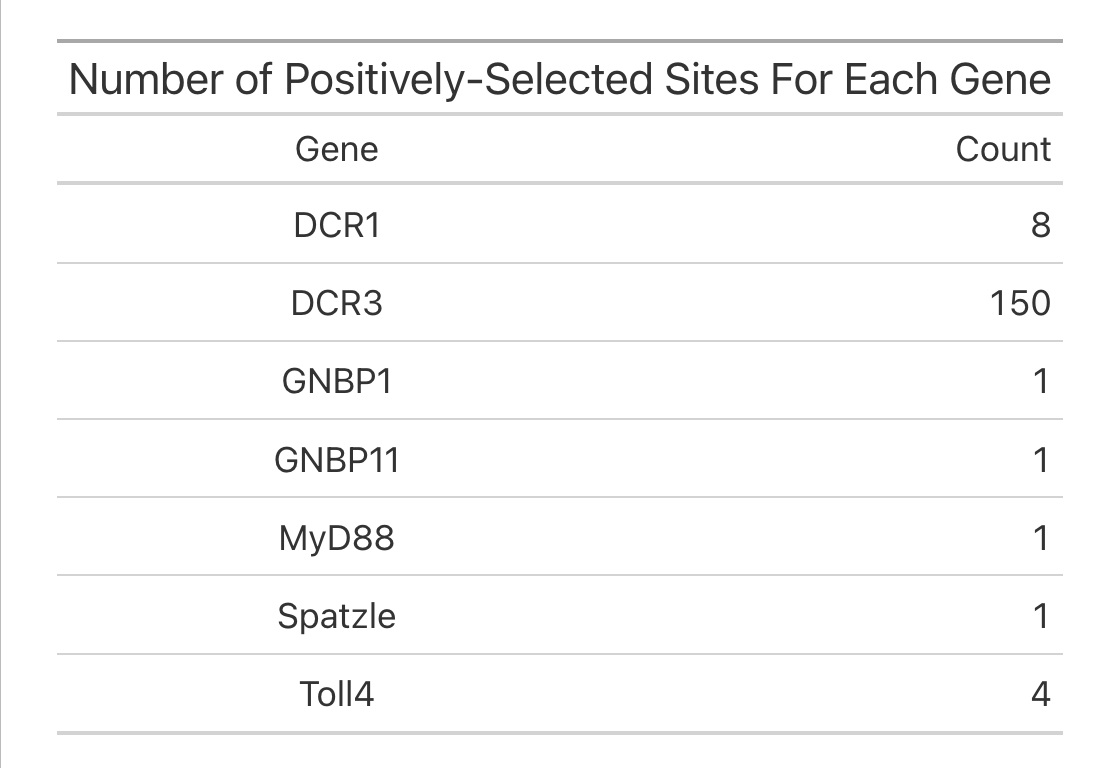 Number of Positively-Selected Sites For Each Gene
Gene Count
DCR1 8
DCR3 150
GNBP1 1
GNBP11 1
MyD88 1
Spatzle 1
Toll4 4